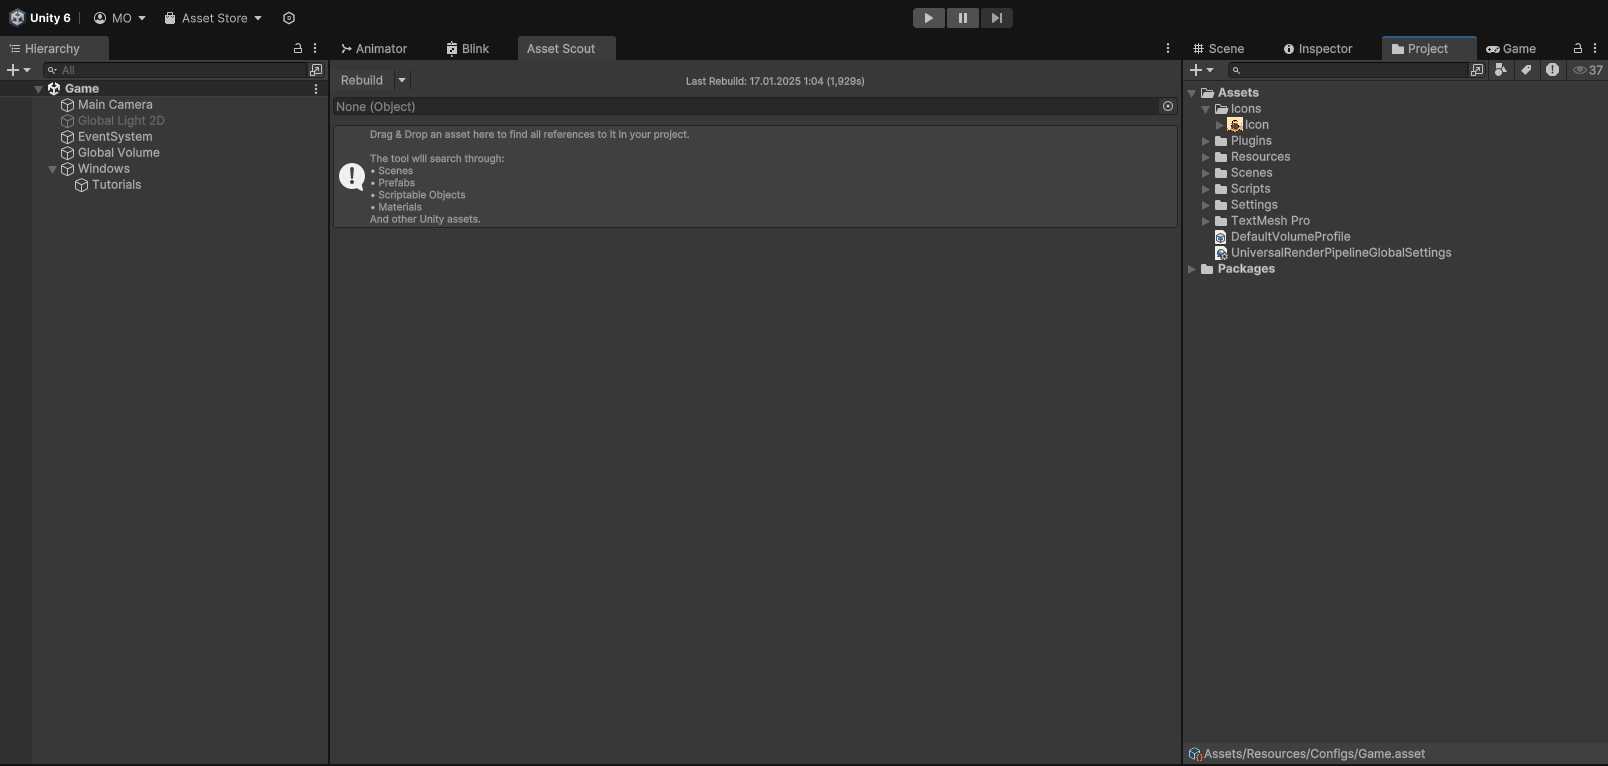 Unity 6
MO
Asset Store
Hierarchy
All
Game
Main Camera
Global Light 2D
EventSystem
Global Volume
Windows
Tutorials
Animator
Blink
Asset Scout
Rebuild
Last Rebuild: 17.01.2025 1:04 (1,929s)
None (Object)
Drag & Drop an asset here to find all references to it in your project.
The tool will search through:
• Scenes
• Prefabs
• Scriptable Objects
• Materials
And other Unity assets.
Scene
Inspector
Project
Game
37
Assets
Icons
Icon
Plugins
Resources
Scenes
Scripts
Settings
TextMesh Pro
DefaultVolumeProfile
UniversalRenderPipelineGlobalSettings
Packages
Assets/Resources/Configs/Game.asset